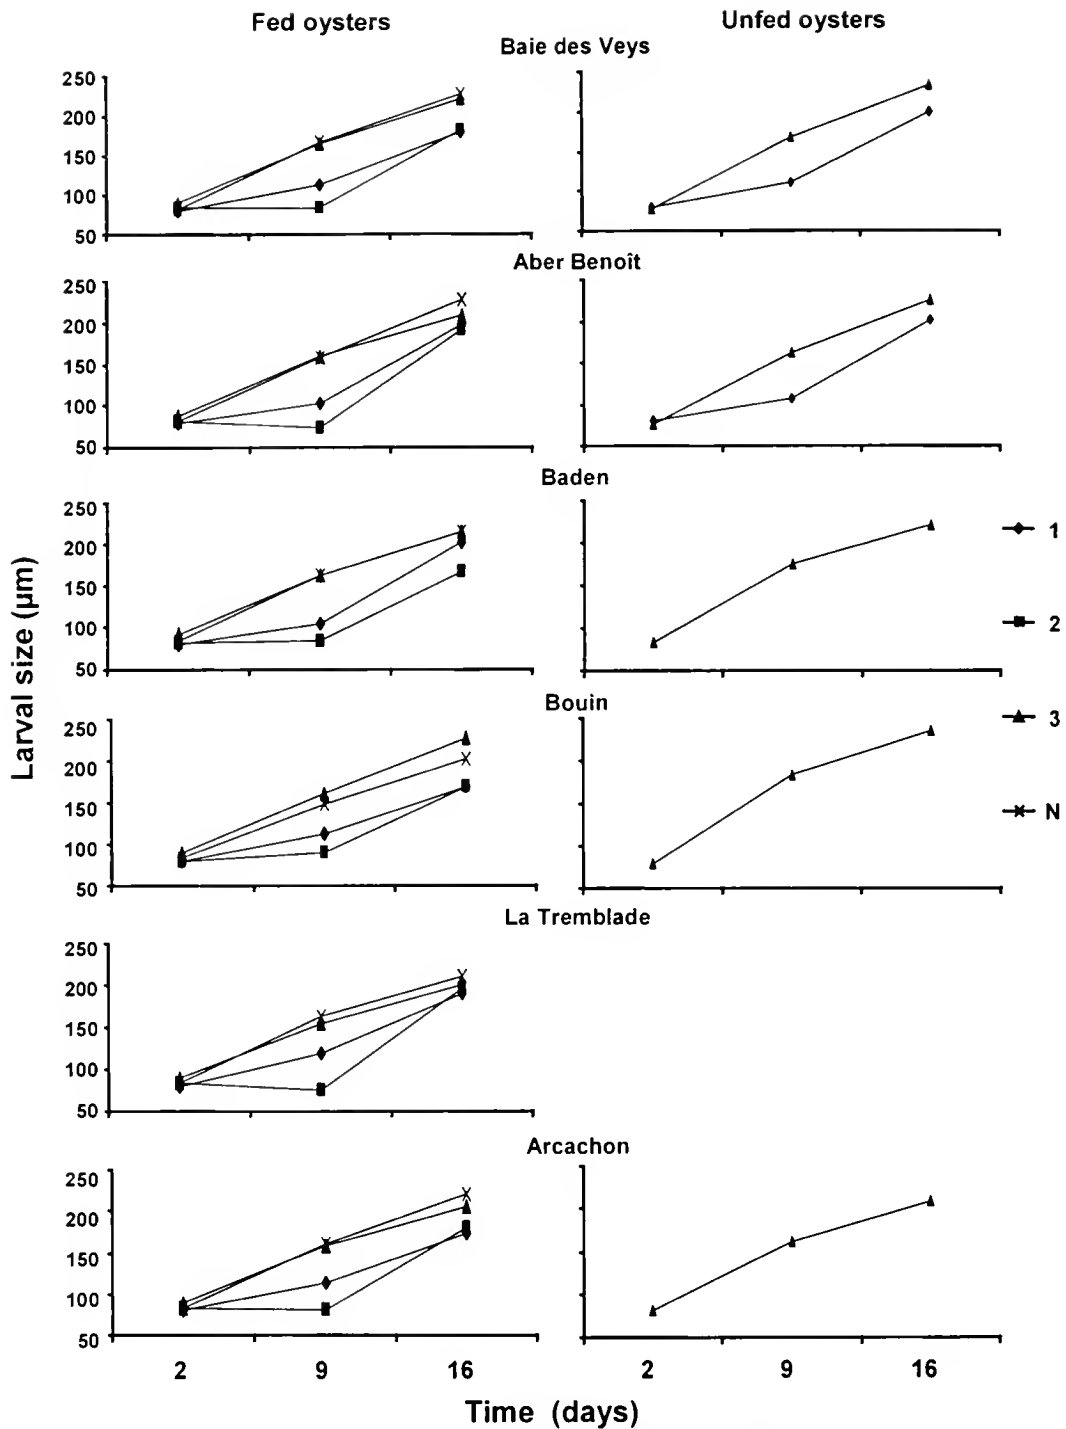 Fed oysters
Unfed oysters
Baie des Veys
250
200
150
100
50
Aber Benoît
250
200
150
100
50
Baden
250
200
150
100
50
Bouin
250
200
150
100
50
La Tremblade
250
200
150
100
50
Arcachon
250
200
150
100
50
Larval size (µm)
1
2
3
N
2 9 16
2 9 16
Time (days)